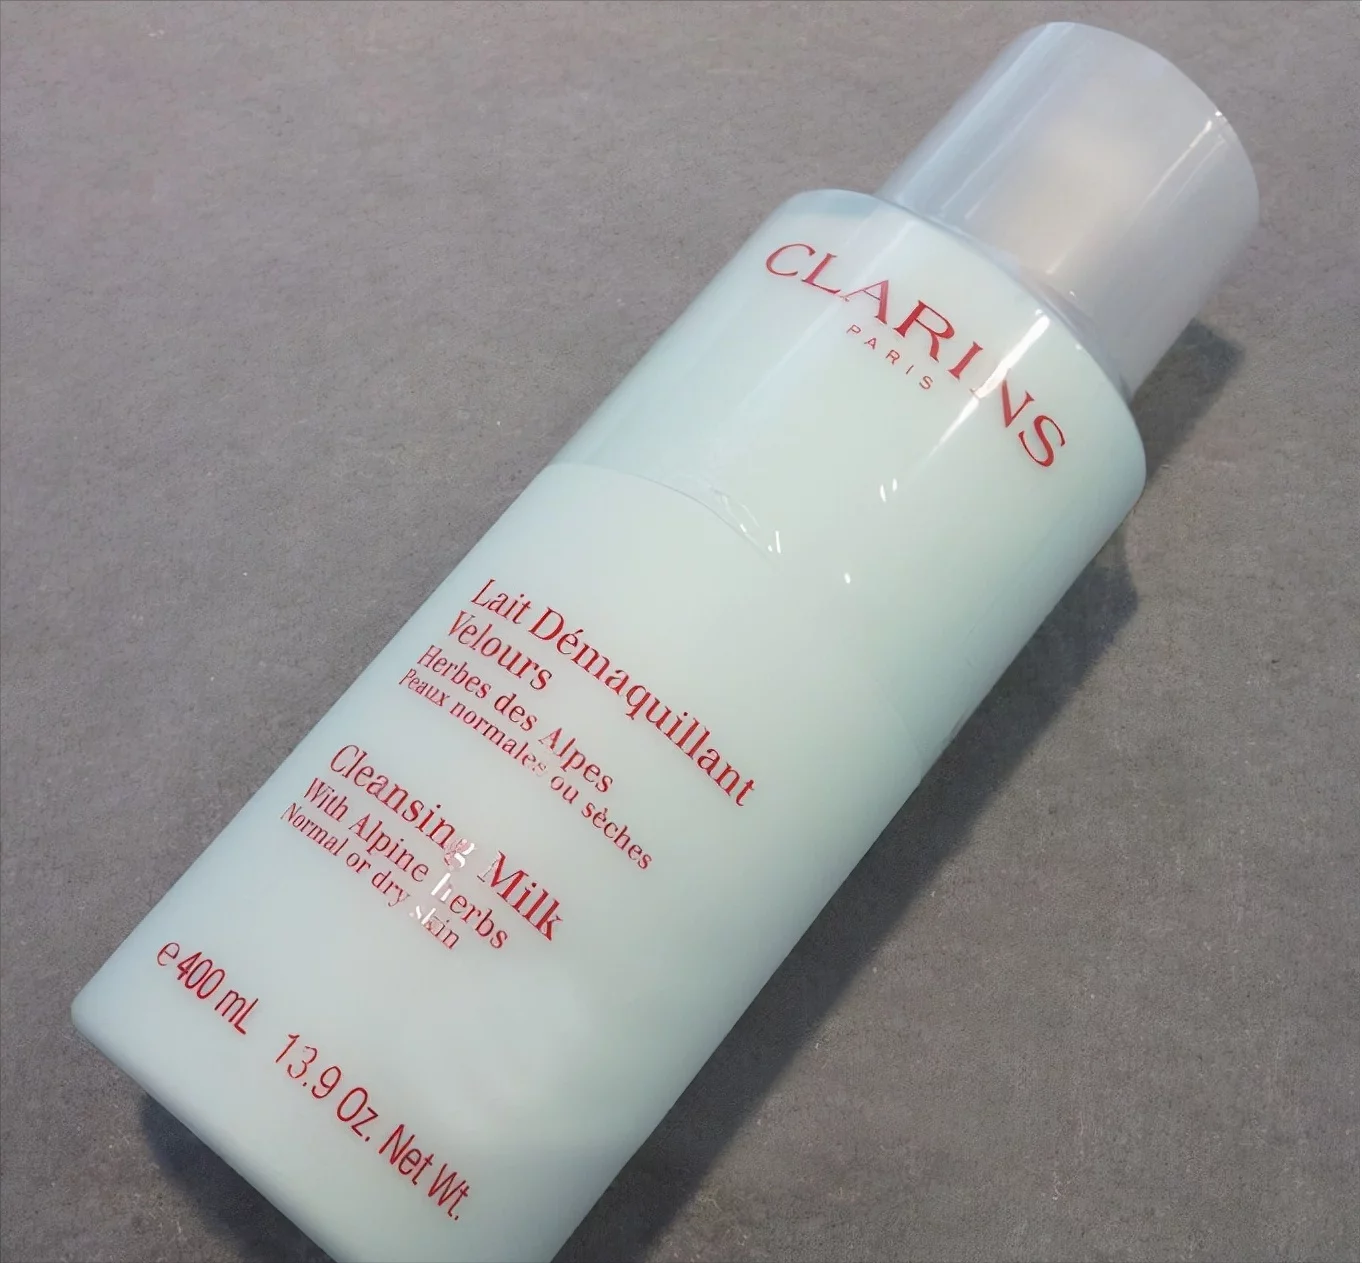 CLARINS
PARIS
Lait Démaquillant
Velours
Herbes des Alpes
Peaux normales ou sèches
Cleansing Milk
With Alpine herbs
Normal or dry skin
e 400 mL 13.9 Oz. Net Wt.